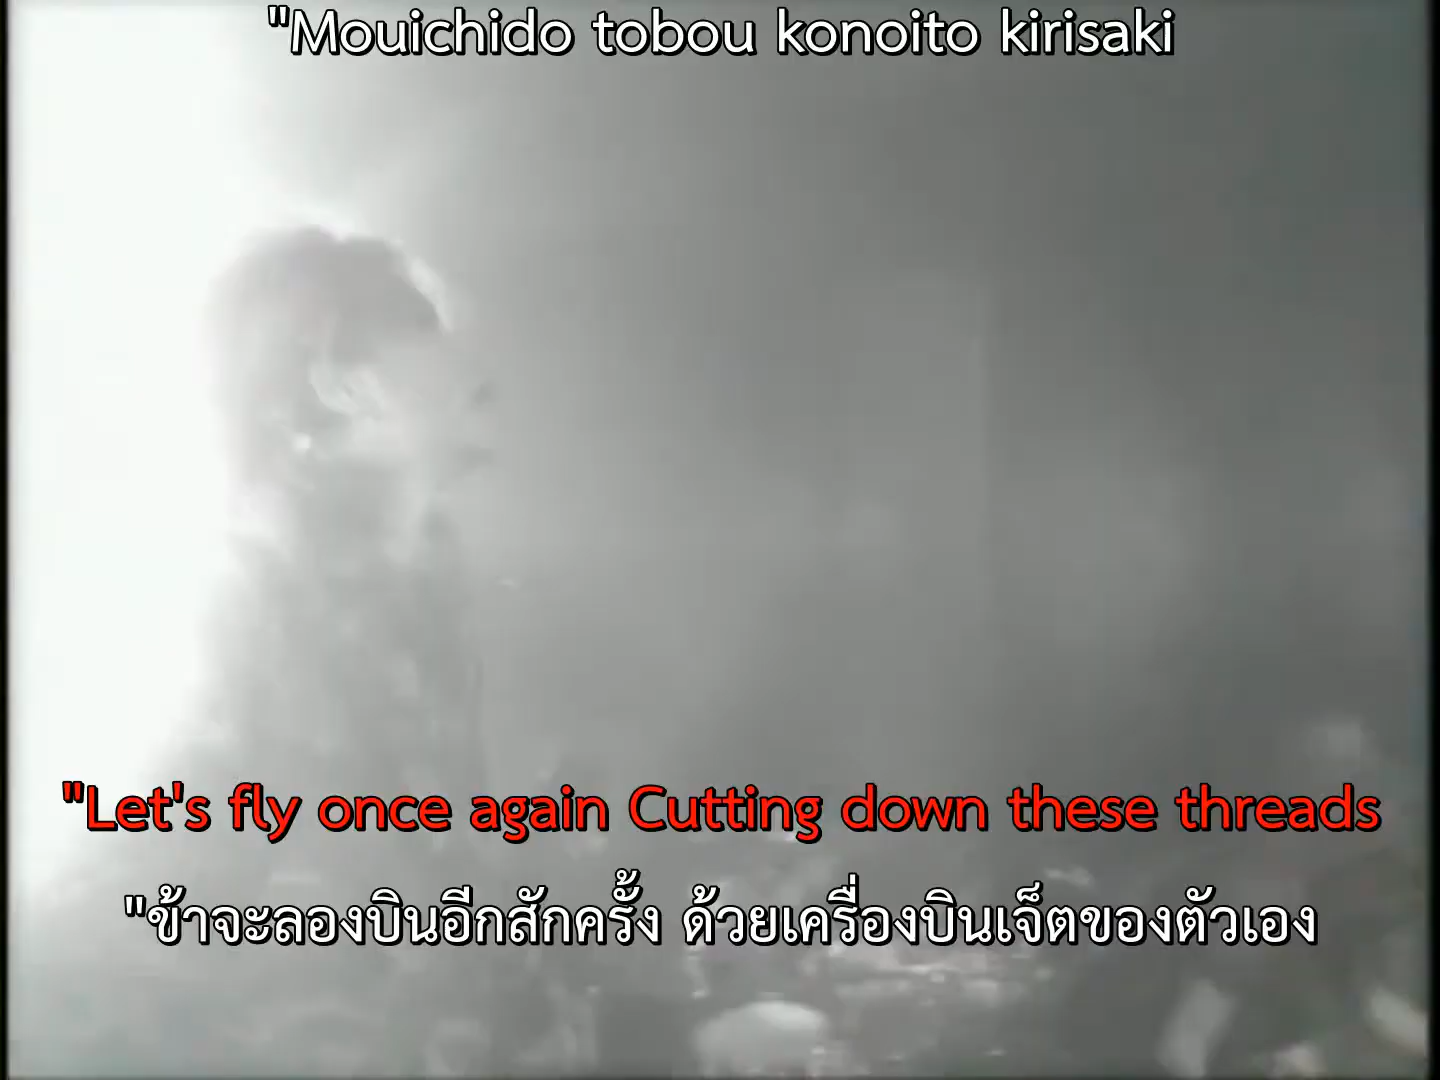 "Mouichido tobou konoito kirisaki
"Let's fly once again Cutting down these threads
"ข้าจะลองบินอีกสักครั้ง ด้วยเครื่องบินเจ็ตของตัวเอง